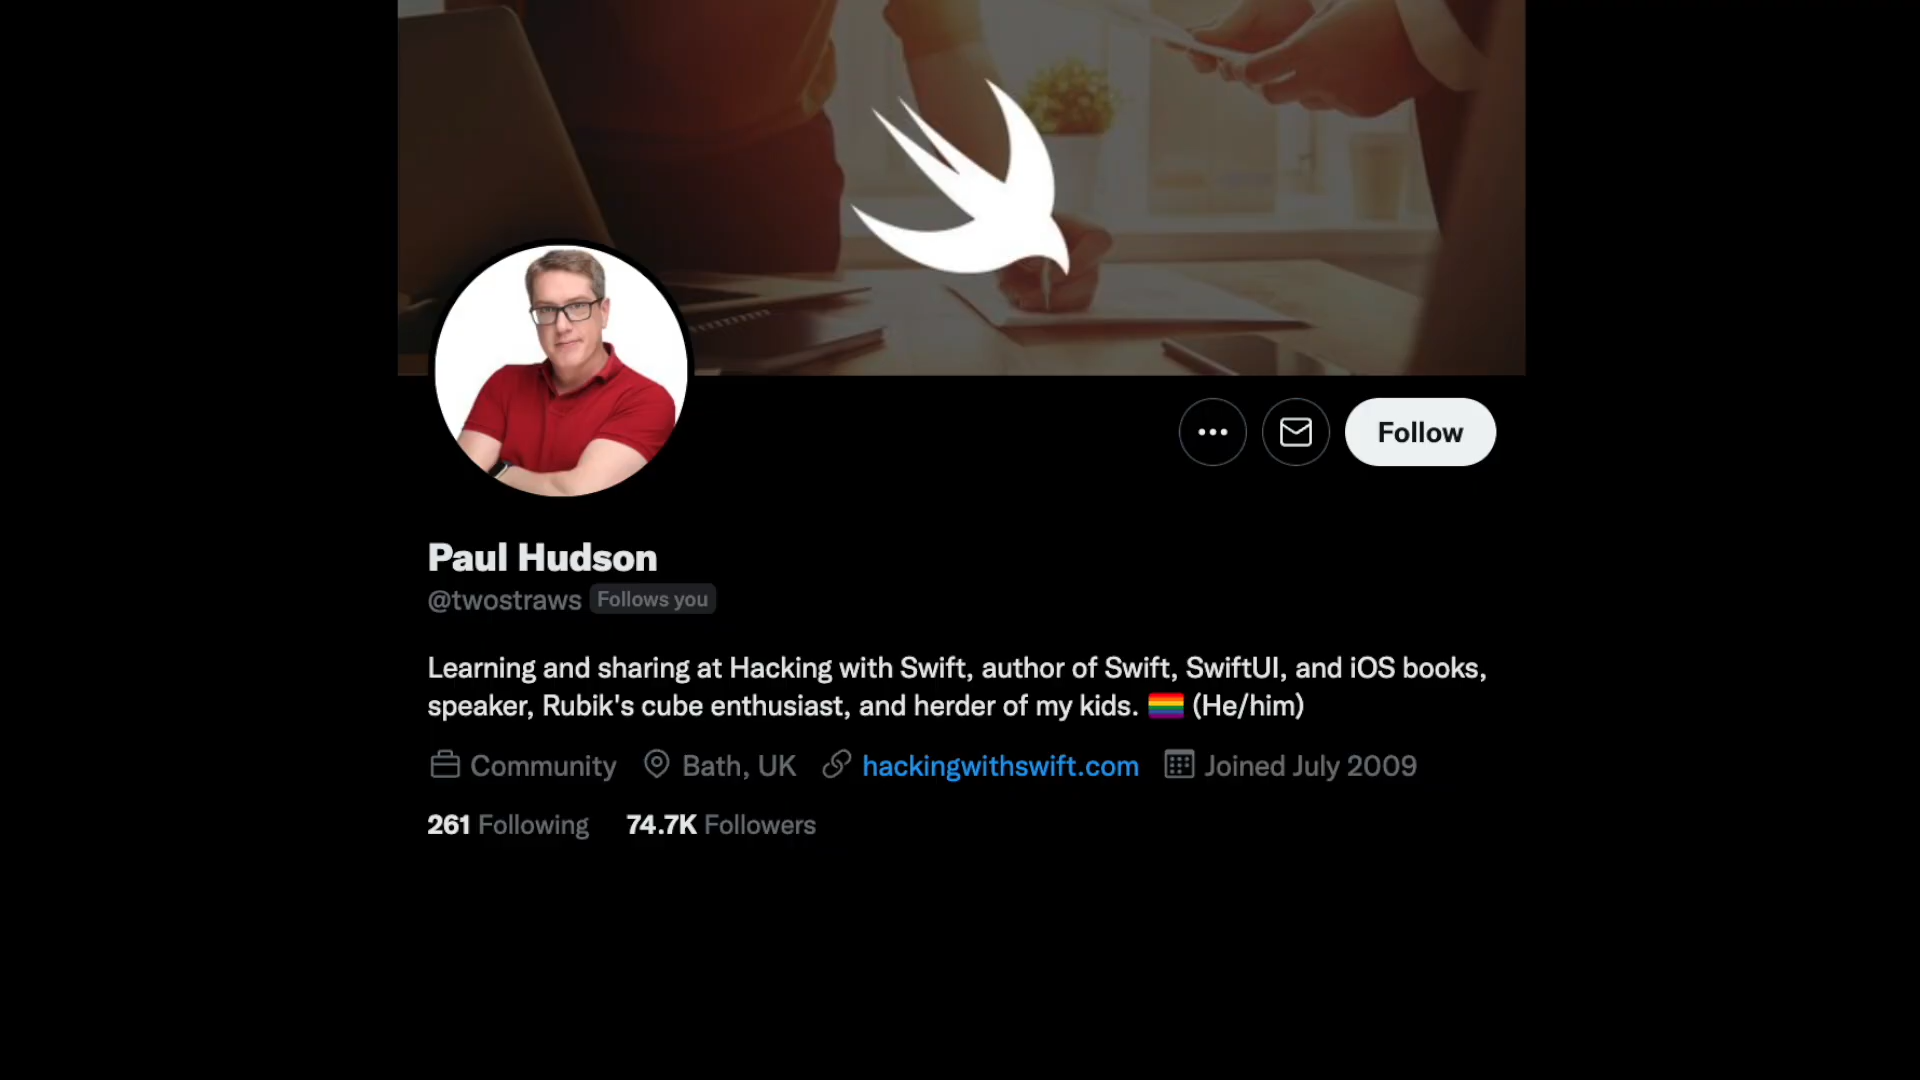 Follow
Paul Hudson
@twostraws Follows you
Learning and sharing at Hacking with Swift, author of Swift, SwiftUI, and iOS books,
speaker, Rubik's cube enthusiast, and herder of my kids. 🏳️‍🌈 (He/him)
Community Bath, UK hackingwithswift.com Joined July 2009
261 Following 74.7K Followers